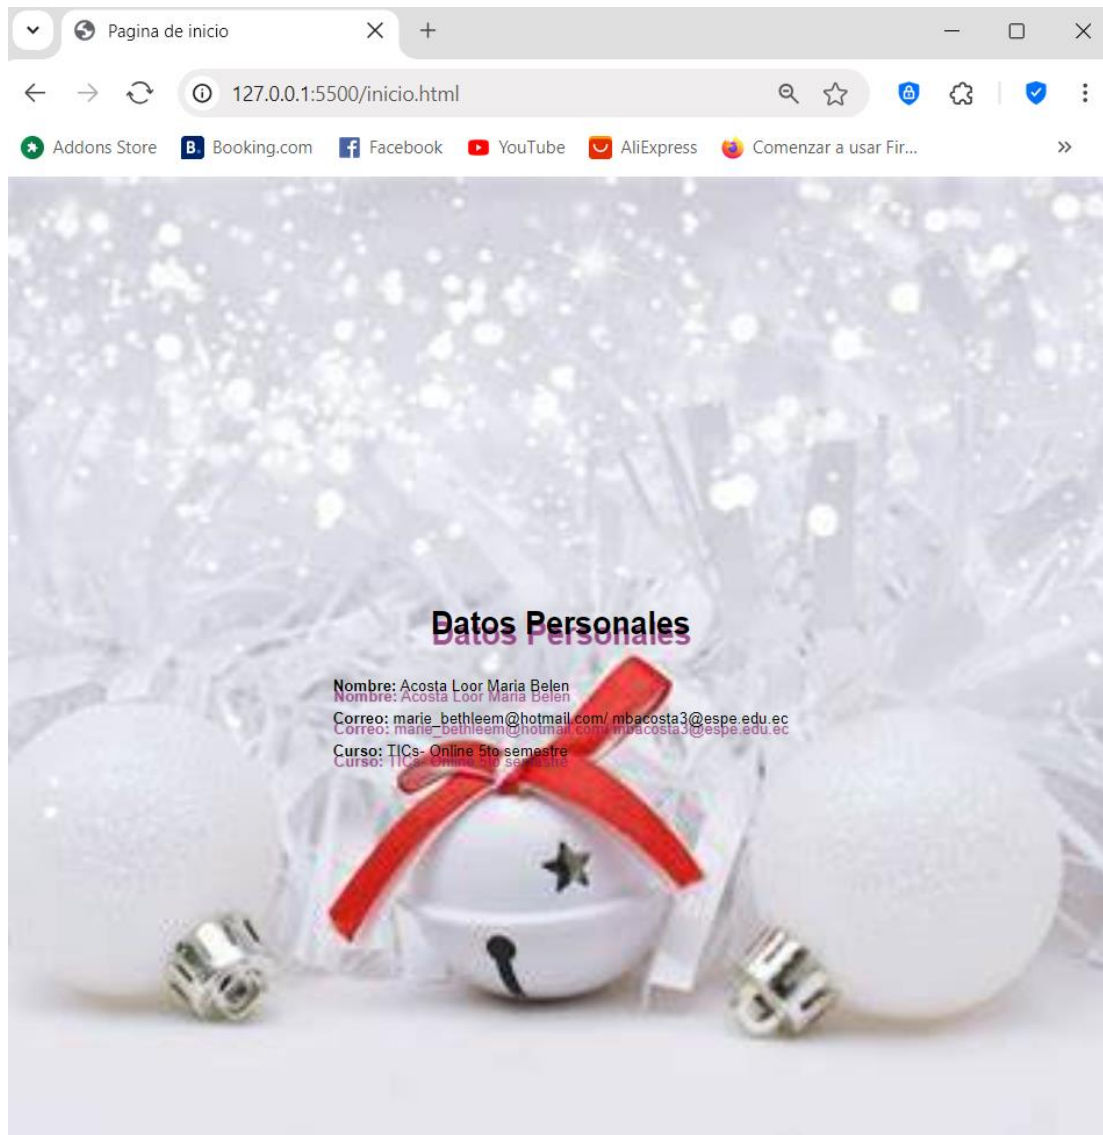 Pagina de inicio
127.0.0.1:5500/inicio.html
Addons Store B. Booking.com Facebook YouTube AliExpress Comenzar a usar Fir...
Datos Personales
Nombre: Acosta Loor Maria Belen
Correo: marie_bethleem@hotmail.com/ mbacosta3@espe.edu.ec
Curso: TICs- Online 5to semestre